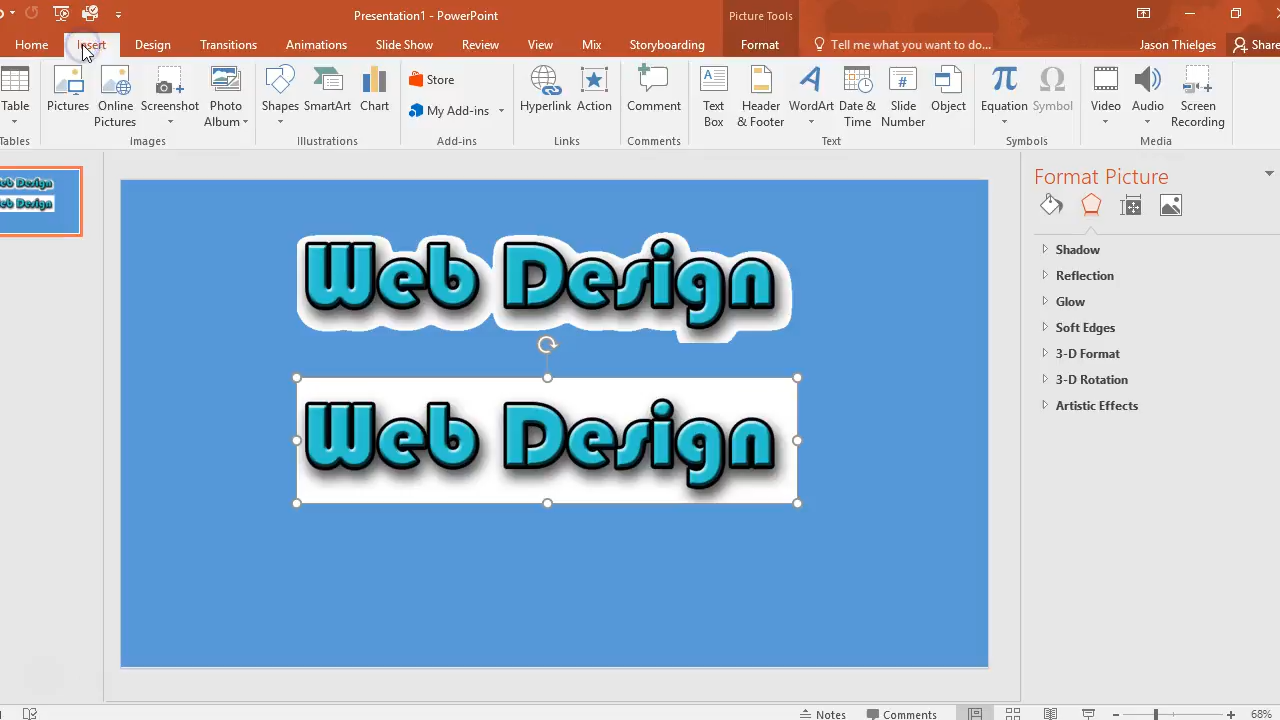 Presentation1 - PowerPoint
Picture Tools
Home Insert Design Transitions Animations Slide Show Review View Mix Storyboarding Format Tell me what you want to do... Jason Thielges Share
Table Pictures Online Pictures Screenshot Photo Album Shapes SmartArt Chart Store My Add-ins Hyperlink Action Comment Text Box Header & Footer WordArt Date & Time Slide Number Object Equation Symbol Video Audio Screen Recording
Tables Images Illustrations Add-ins Links Comments Text Symbols Media
Web Design
Web Design
Web Design
Web Design
Format Picture
Shadow
Reflection
Glow
Soft Edges
3-D Format
3-D Rotation
Artistic Effects
Notes Comments 68%